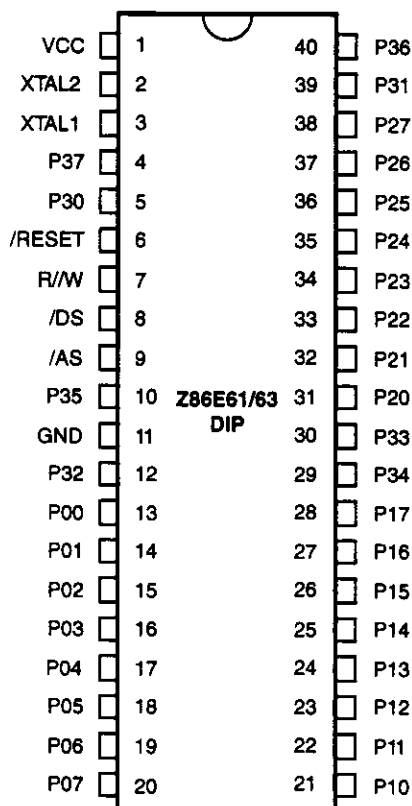 VCC 1 40 P36
XTAL2 2 39 P31
XTAL1 3 38 P27
P37 4 37 P26
P30 5 36 P25
/RESET 6 35 P24
R//W 7 34 P23
/DS 8 33 P22
/AS 9 32 P21
P35 10 Z86E61/63 31 P20
DIP
GND 11 30 P33
P32 12 29 P34
P00 13 28 P17
P01 14 27 P16
P02 15 26 P15
P03 16 25 P14
P04 17 24 P13
P05 18 23 P12
P06 19 22 P11
P07 20 21 P10